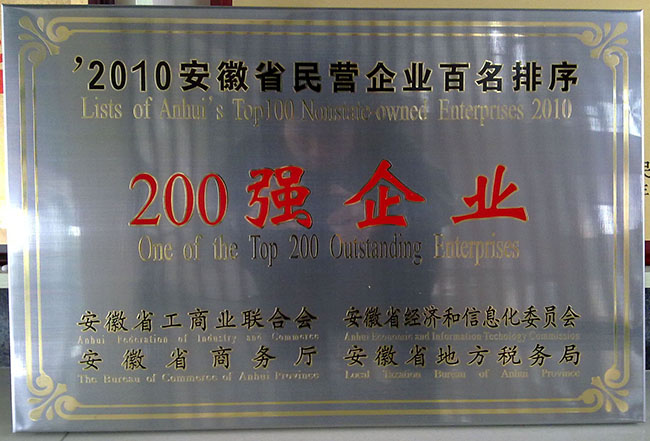 '2010安徽省民营企业百名排序
Lists of Anhui's Top100 Nonstate-owned Enterprises 2010
200强企业
One of the Top 200 Outstanding Enterprises
安徽省工商业联合会 安徽省经济和信息化委员会
Anhui Federation of Industry and Commerce Anhui Economic and Information Techology Commission
安徽省商务厅 安徽省地方税务局
The Bureau of Commerce of Anhui Province Local Taxation Bureau of Anhui Province